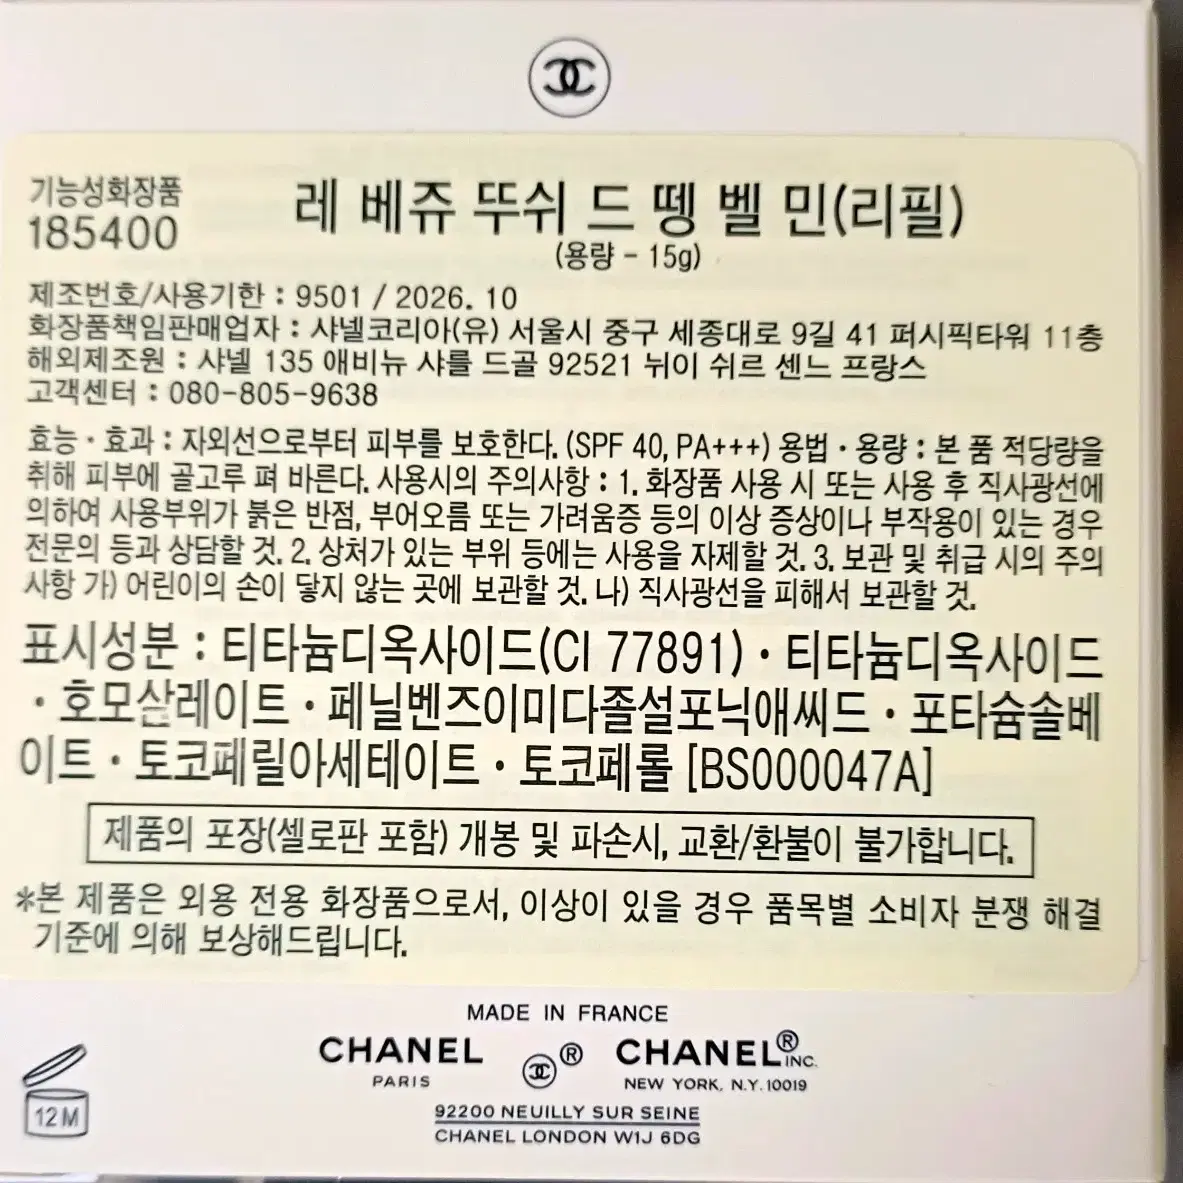 기능성화장품
185400
레 베쥬 뚜쉬 드 뗑 벨 민(리필)
(용량 - 15g)
제조번호/사용기한 : 9501 / 2026. 10
화장품책임판매업자 : 샤넬코리아(유) 서울시 중구 세종대로 9길 41 퍼시픽타워 11층
해외제조원 : 샤넬 135 애비뉴 샤를 드골 92521 뉘이 쉬르 센느 프랑스
고객센터 : 080-805-9638
효능 · 효과 : 자외선으로부터 피부를 보호한다. (SPF 40, PA+++) 용법 · 용량 : 본 품 적당량을
취해 피부에 골고루 펴 바른다. 사용시의 주의사항 : 1. 화장품 사용 시 또는 사용 후 직사광선에
의하여 사용부위가 붉은 반점, 부어오름 또는 가려움증 등의 이상 증상이나 부작용이 있는 경우
전문의 등과 상담할 것. 2. 상처가 있는 부위 등에는 사용을 자제할 것. 3. 보관 및 취급 시의 주의
사항 가) 어린이의 손이 닿지 않는 곳에 보관할 것. 나) 직사광선을 피해서 보관할 것.
표시성분 : 티타늄디옥사이드(CI 77891) · 티타늄디옥사이드
· 호모살레이트 · 페닐벤즈이미다졸설포닉애씨드 · 포타슘솔베
이트 · 토코페릴아세테이트 · 토코페롤 [BS000047A]
제품의 포장(셀로판 포함) 개봉 및 파손시, 교환/환불이 불가합니다.
*본 제품은 외용 전용 화장품으로서, 이상이 있을 경우 품목별 소비자 분쟁 해결
기준에 의해 보상해드립니다.
MADE IN FRANCE
CHANEL ® CHANEL® INC.
PARIS NEW YORK, N.Y. 10019
92200 NEUILLY SUR SEINE
CHANEL LONDON W1J 6DG
12M